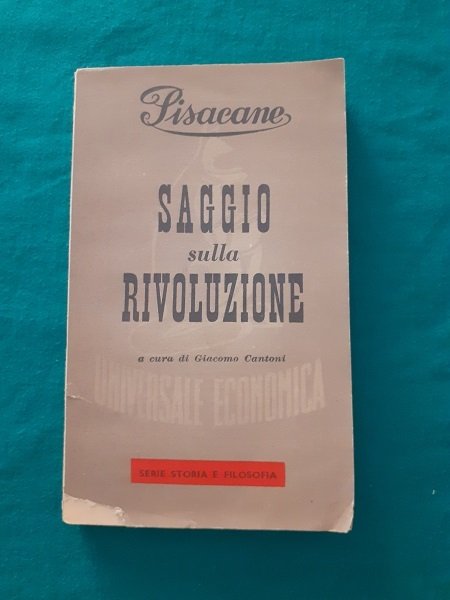 Pisacane
SAGGIO
sulla
RIVOLUZIONE
a cura di Giacomo Cantoni
UNIVERSALE ECONOMICA
SERIE STORIA E FILOSOFIA